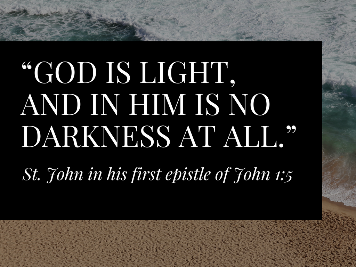 “GOD IS LIGHT,
AND IN HIM IS NO
DARKNESS AT ALL.”
St. John in his first epistle of John 1:5